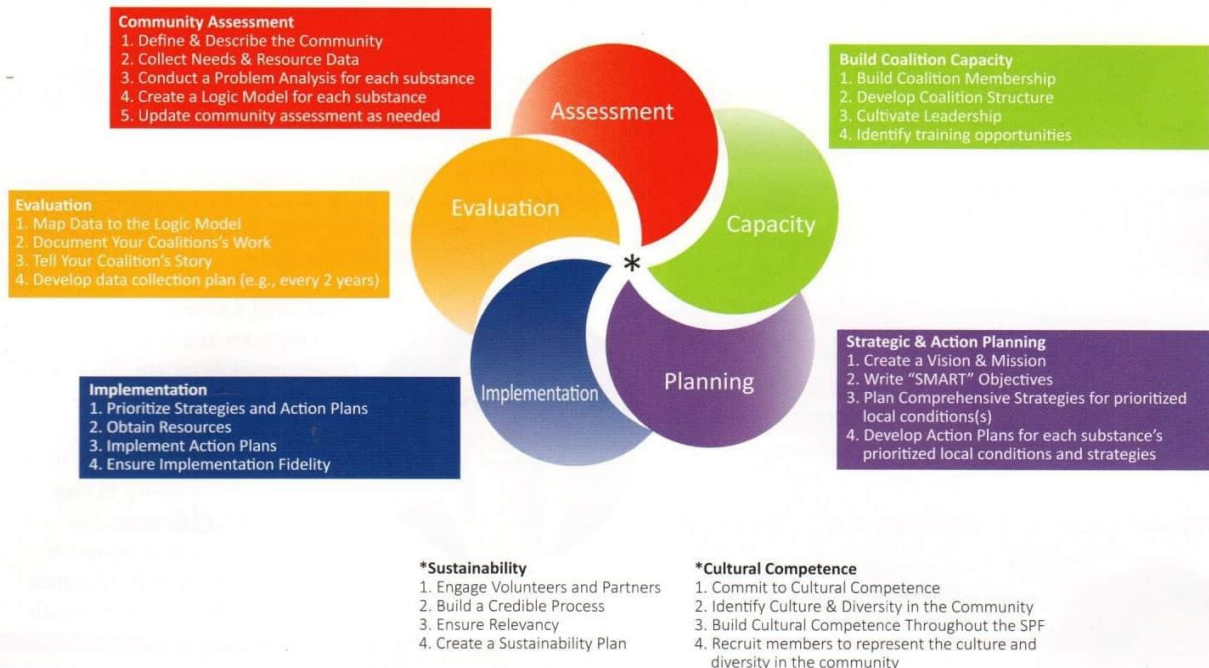 Community Assessment
1. Define & Describe the Community
2. Collect Needs & Resource Data
3. Conduct a Problem Analysis for each substance
4. Create a Logic Model for each substance
5. Update community assessment as needed
Assessment
Build Coalition Capacity
1. Build Coalition Membership
2. Develop Coalition Structure
3. Cultivate Leadership
4. Identify training opportunities
Capacity
Evaluation
1. Map Data to the Logic Model
2. Document Your Coalitions's Work
3. Tell Your Coalition's Story
4. Develop data collection plan (e.g., every 2 years)
Evaluation
*
Strategic & Action Planning
1. Create a Vision & Mission
2. Write "SMART" Objectives
3. Plan Comprehensive Strategies for prioritized
local conditions(s)
4. Develop Action Plans for each substance's
prioritized local conditions and strategies
Planning
Implementation
1. Prioritize Strategies and Action Plans
2. Obtain Resources
3. Implement Action Plans
4. Ensure Implementation Fidelity
Implementation
*Sustainability
1. Engage Volunteers and Partners
2. Build a Credible Process
3. Ensure Relevancy
4. Create a Sustainability Plan
*Cultural Competence
1. Commit to Cultural Competence
2. Identify Culture & Diversity in the Community
3. Build Cultural Competence Throughout the SPF
4. Recruit members to represent the culture and
diversity in the community